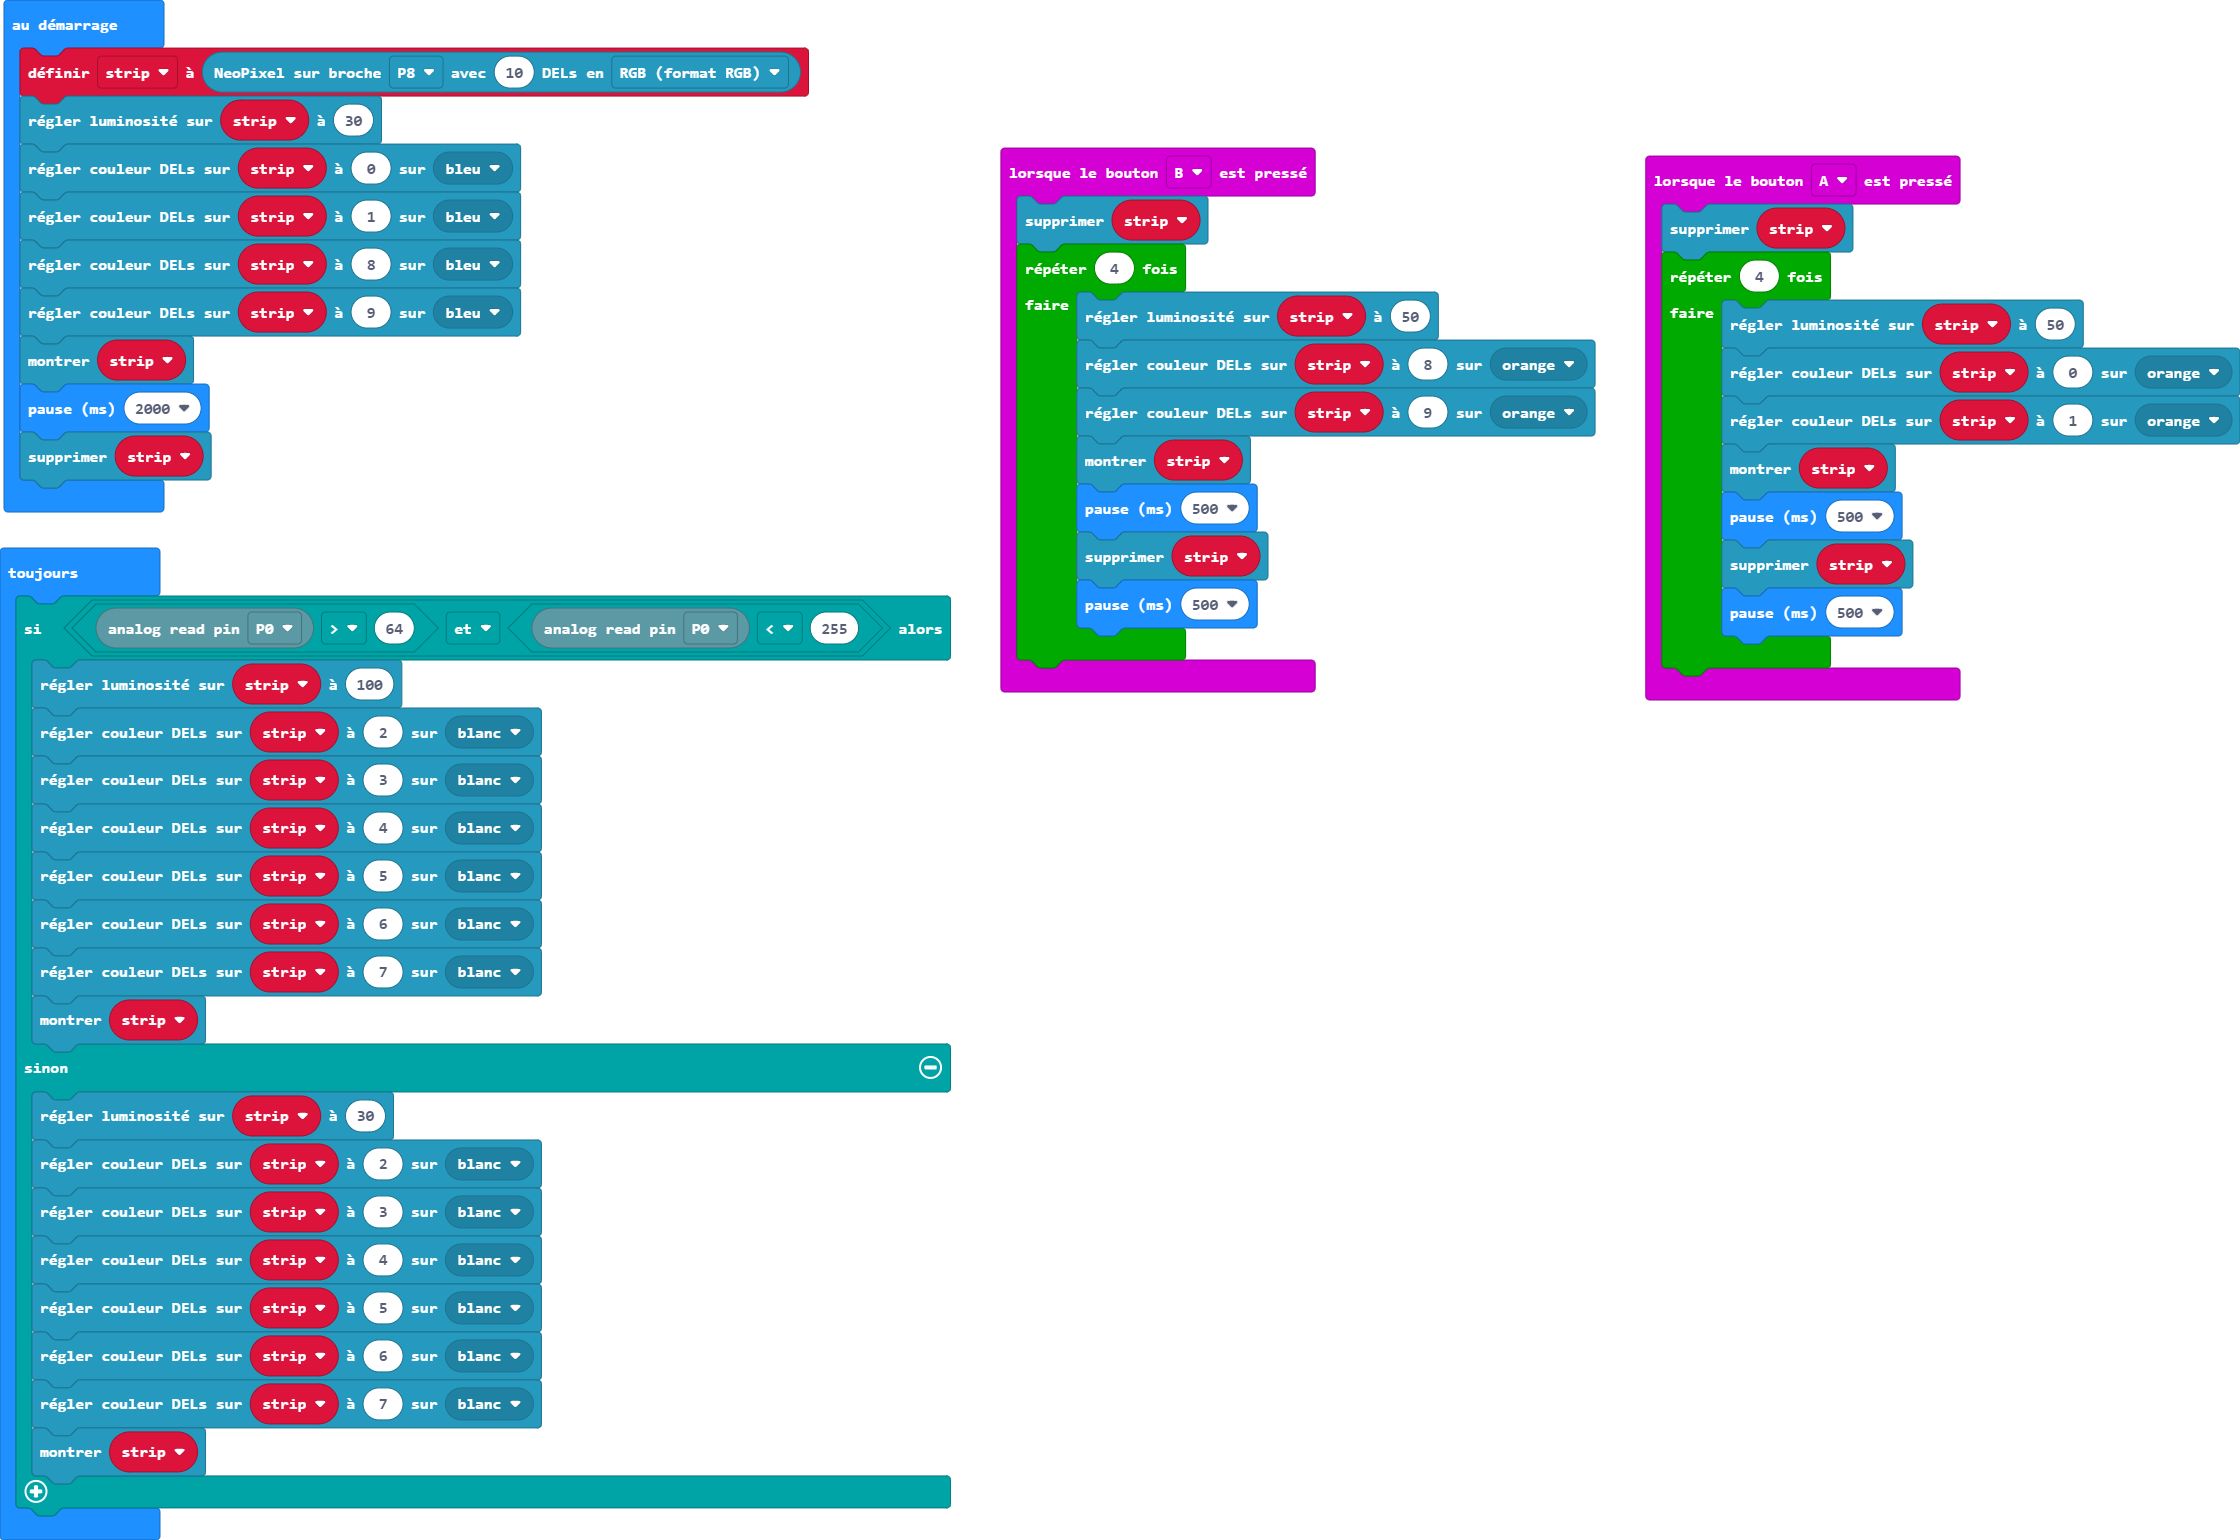 au démarrage
définir strip à NeoPixel sur broche P8 avec 10 DELs en RGB (format RGB)
régler luminosité sur strip à 30
régler couleur DELs sur strip à 0 sur bleu
régler couleur DELs sur strip à 1 sur bleu
régler couleur DELs sur strip à 8 sur bleu
régler couleur DELs sur strip à 9 sur bleu
montrer strip
pause (ms) 2000
supprimer strip
toujours
si analog read pin P0 > 64 et analog read pin P0 < 255 alors
régler luminosité sur strip à 100
régler couleur DELs sur strip à 2 sur blanc
régler couleur DELs sur strip à 3 sur blanc
régler couleur DELs sur strip à 4 sur blanc
régler couleur DELs sur strip à 5 sur blanc
régler couleur DELs sur strip à 6 sur blanc
régler couleur DELs sur strip à 7 sur blanc
montrer strip
sinon
régler luminosité sur strip à 30
régler couleur DELs sur strip à 2 sur blanc
régler couleur DELs sur strip à 3 sur blanc
régler couleur DELs sur strip à 4 sur blanc
régler couleur DELs sur strip à 5 sur blanc
régler couleur DELs sur strip à 6 sur blanc
régler couleur DELs sur strip à 7 sur blanc
montrer strip
lorsque le bouton B est pressé
supprimer strip
répéter 4 fois
faire régler luminosité sur strip à 50
régler couleur DELs sur strip à 8 sur orange
régler couleur DELs sur strip à 9 sur orange
montrer strip
pause (ms) 500
supprimer strip
pause (ms) 500
lorsque le bouton A est pressé
supprimer strip
répéter 4 fois
faire régler luminosité sur strip à 50
régler couleur DELs sur strip à 0 sur orange
régler couleur DELs sur strip à 1 sur orange
montrer strip
pause (ms) 500
supprimer strip
pause (ms) 500